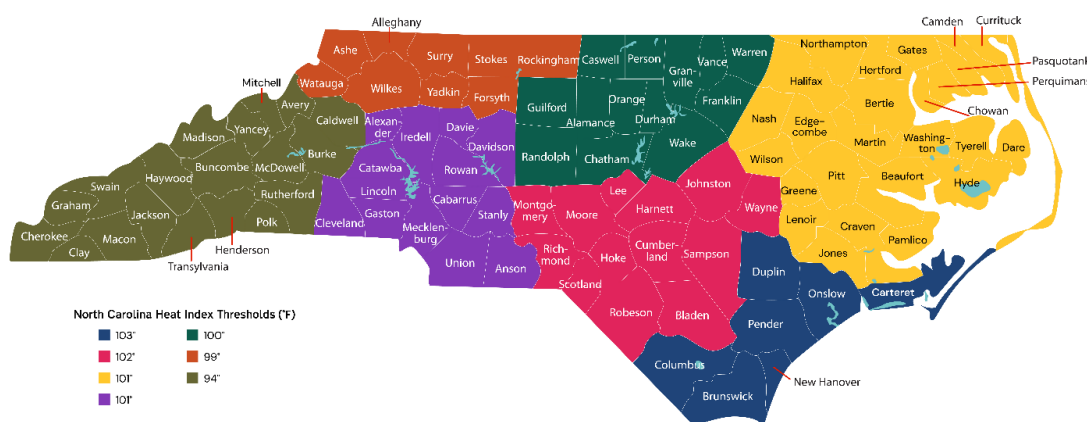 Alleghany
Camden
Currituck
Ashe
Surry
Stokes
Rockingham
Caswell
Person
Gran-
ville
Vance
Warren
Northampton
Gates
Pasquotank
Perquimans
Hertford
Mitchell
Watauga
Wilkes
Yadkin
Forsyth
Guilford
Alamance
Orange
Durham
Franklin
Halifax
Bertie
Chowan
Avery
Caldwell
Alexan-
der
Iredell
Davie
Davidson
Nash
Edge-
combe
Martin
Washing-
ton
Tyerell
Dare
Madison
Yancey
Burke
Catawba
Rowan
Randolph
Chatham
Wake
Wilson
Pitt
Beaufort
Hyde
Swain
Haywood
Buncombe
McDowell
Rutherford
Lincoln
Cabarrus
Stanly
Montgo-
mery
Moore
Lee
Harnett
Johnston
Wayne
Greene
Lenoir
Craven
Pamlico
Graham
Jackson
Polk
Cleveland
Gaston
Mecklen-
burg
Cherokee
Clay
Macon
Transylvania
Henderson
Union
Anson
Rich-
mond
Scotland
Hoke
Cumber-
land
Sampson
Duplin
Jones
Onslow
Carteret
Robeson
Bladen
Pender
Columbus
Brunswick
New Hanover
North Carolina Heat Index Thresholds (°F)
103°
102°
101°
101°
100°
99°
94°